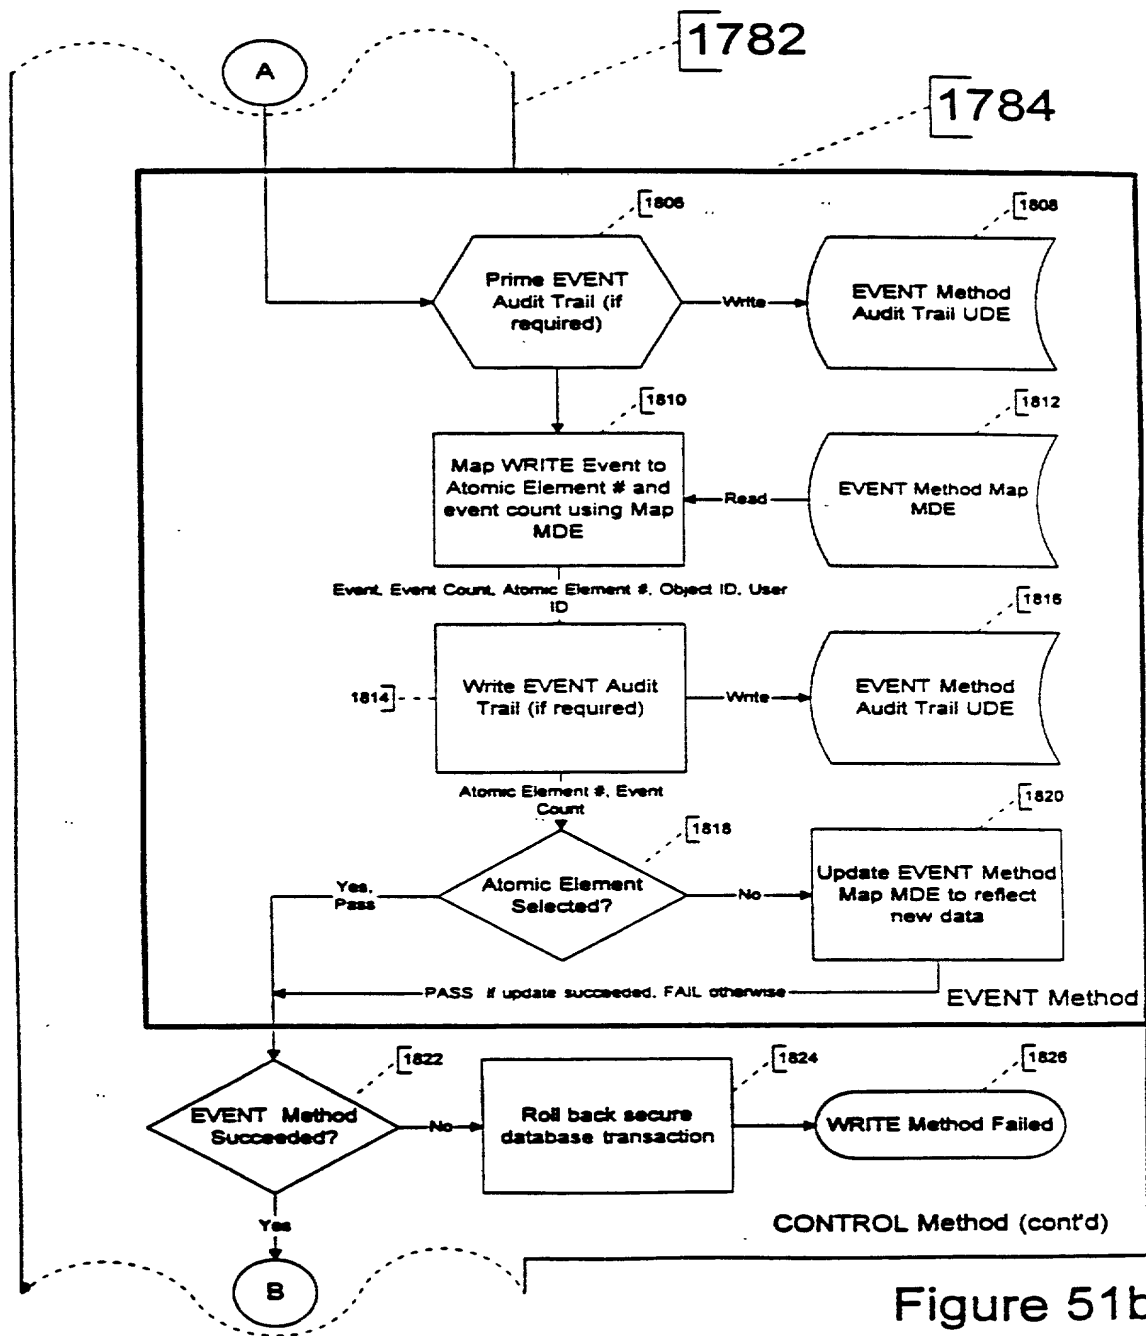 1782
A
1784
1806
1808
Prime EVENT
Audit Trail (if
required)
Write
EVENT Method
Audit Trail UDE
1810
1812
Map WRITE Event to
Atomic Element # and
event count using Map
MDE
Read
EVENT Method Map
MDE
Event, Event Count, Atomic Element #, Object ID, User
ID
1816
1814
Write EVENT Audit
Trail (if required)
Write
EVENT Method
Audit Trail UDE
Atomic Element #, Event
Count
1818
1820
Yes,
Pass
Atomic Element
Selected?
No
Update EVENT Method
Map MDE to reflect
new data
PASS if update succeeded, FAIL otherwise
EVENT Method
1822
1824
1826
EVENT Method
Succeeded?
No
Roll back secure
database transaction
WRITE Method Failed
Yes
CONTROL Method (cont'd)
B
Figure 51b